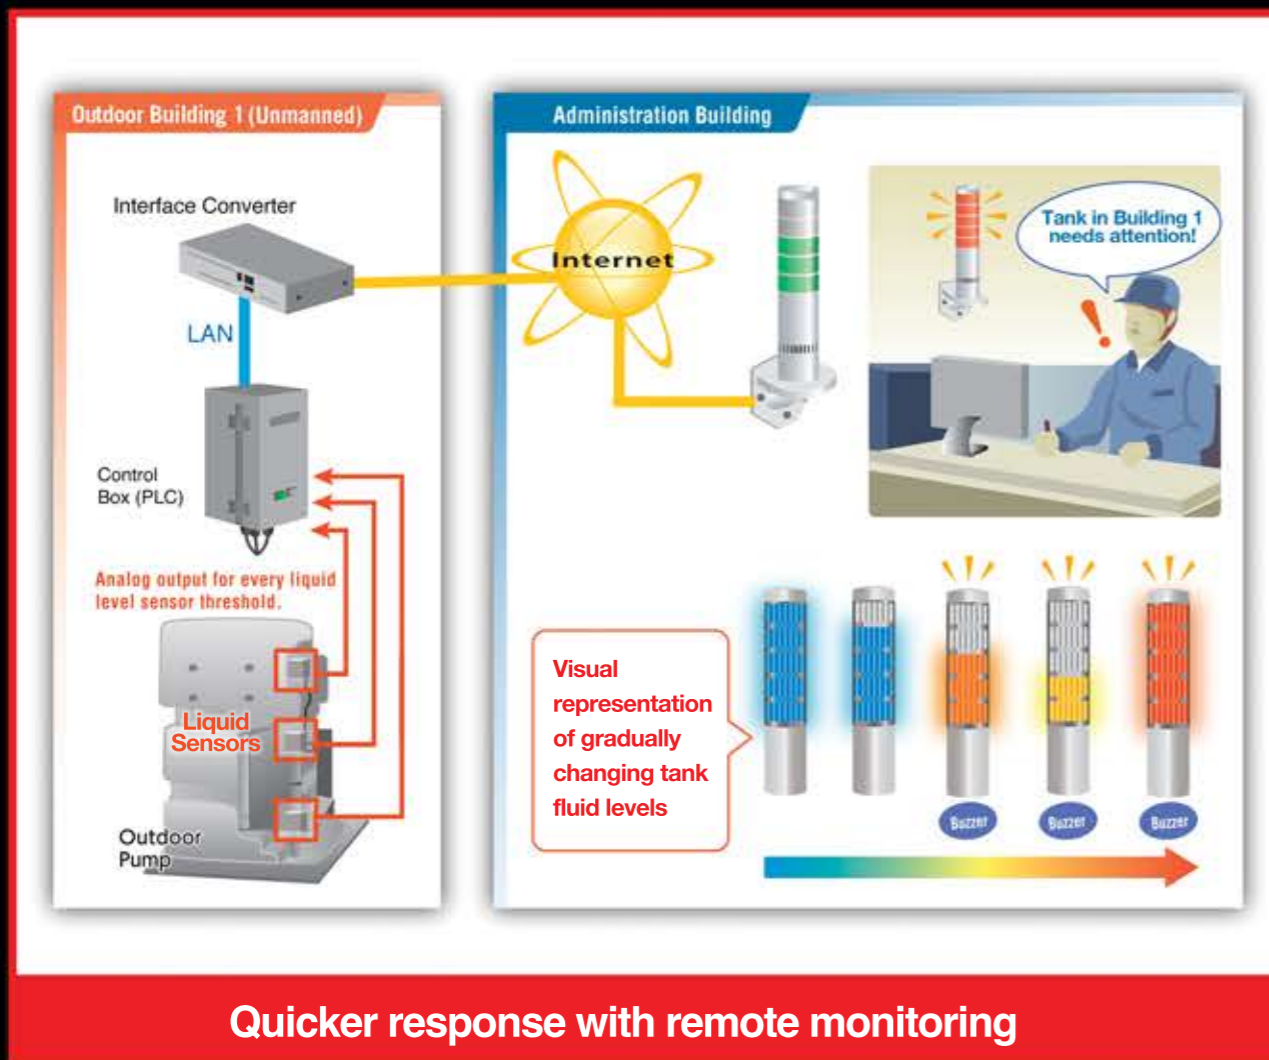 Outdoor Building 1 (Unmanned)
Interface Converter
LAN
Control
Box (PLC)
Analog output for every liquid
level sensor threshold.
Liquid
Sensors
Outdoor
Pump
Administration Building
Internet
Tank in Building 1
needs attention!
Visual
representation
of gradually
changing tank
fluid levels
Buzzer
Buzzer
Buzzer
Quicker response with remote monitoring